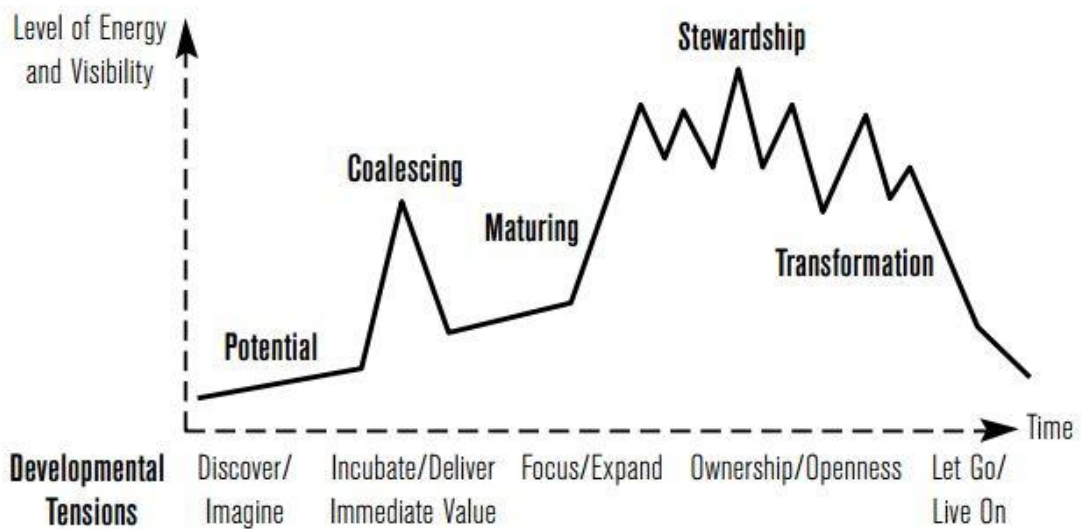 Level of Energy
and Visibility
Stewardship
Coalescing
Maturing
Transformation
Potential
Time
Developmental
Tensions
Discover/
Imagine
Incubate/Deliver
Immediate Value
Focus/Expand
Ownership/Openness
Let Go/
Live On